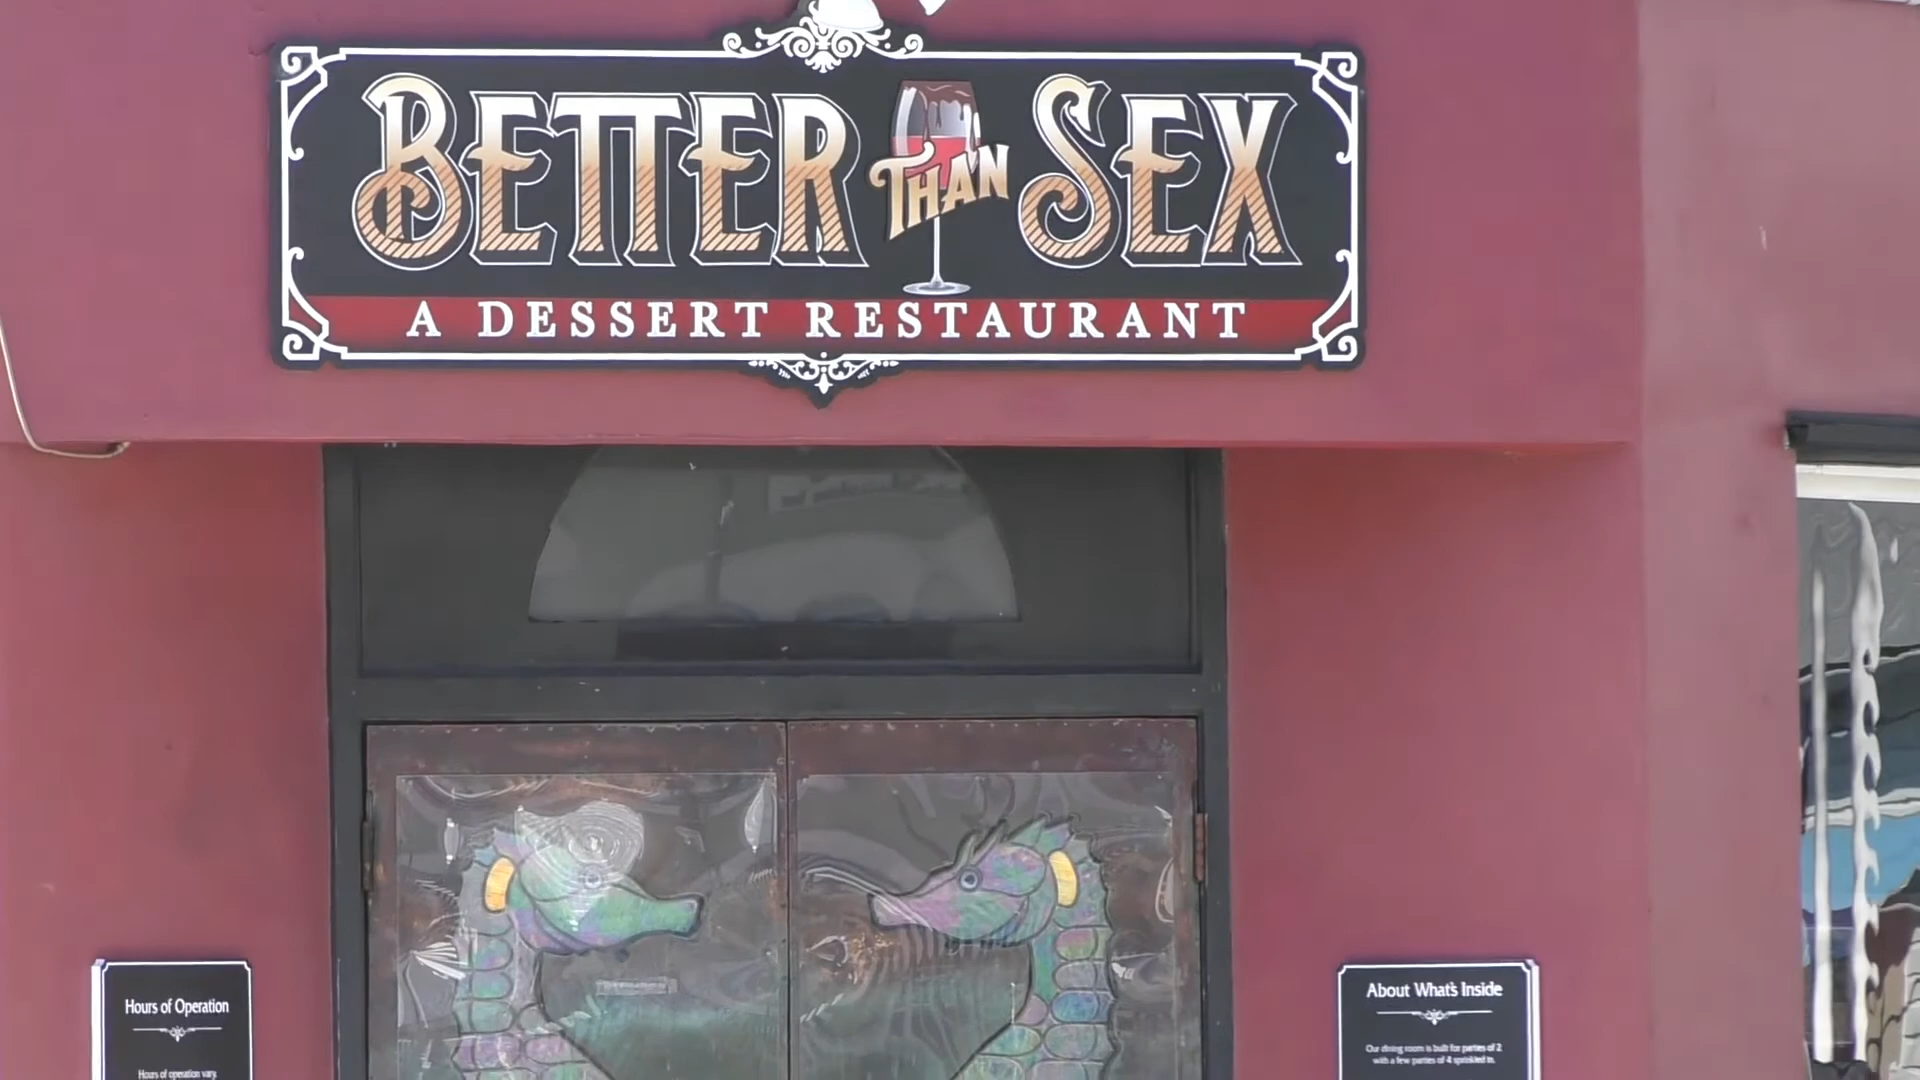 BETTER THAN SEX
A DESSERT RESTAURANT
Hours of Operation
Hours of operation vary.
About What's Inside
Our dining room is built for parties of 2
with a few parties of 4 sprinkled in.